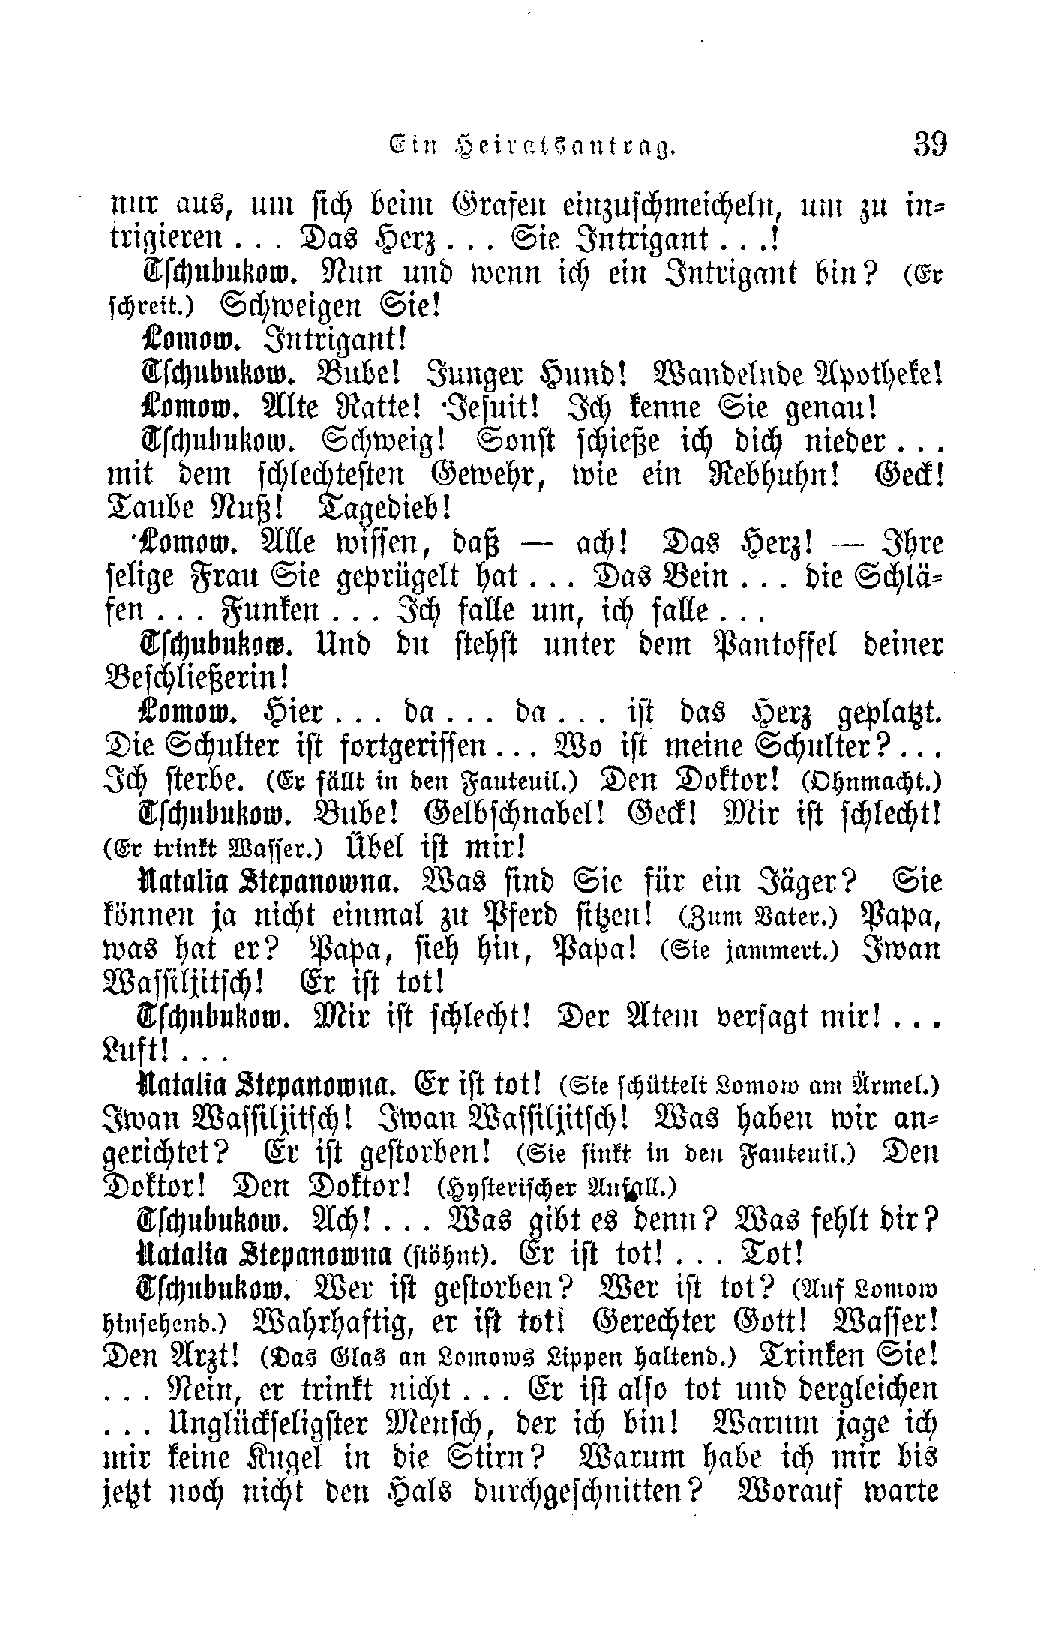 Ein Heiratsantrag. 39
nur aus, um sich beim Grafen einzuschmeicheln, um zu in-
trigieren ... Das Herz ... Sie Intrigant ...!
Tschubukow. Nun und wenn ich ein Intrigant bin? (Er
schreit.) Schweigen Sie!
Lomow. Intrigant!
Tschubukow. Bube! Junger Hund! Wandelnde Apotheke!
Lomow. Alte Ratte! Jesuit! Ich kenne Sie genau!
Tschubukow. Schweig! Sonst schieße ich dich nieder ...
mit dem schlechtesten Gewehr, wie ein Rebhuhn! Geck!
Taube Nuß! Tagedieb!
Lomow. Alle wissen, daß — ach! Das Herz! — Ihre
selige Frau Sie geprügelt hat ... Das Bein ... die Schlä-
fen ... Funken ... Ich falle um, ich falle ...
Tschubukow. Und du stehst unter dem Pantoffel deiner
Beschließerin!
Lomow. Hier ... da ... da ... ist das Herz geplatzt.
Die Schulter ist fortgerissen ... Wo ist meine Schulter? ...
Ich sterbe. (Er fällt in den Fauteuil.) Den Doktor! (Ohnmacht.)
Tschubukow. Bube! Gelbschnabel! Geck! Mir ist schlecht!
(Er trinkt Wasser.) Übel ist mir!
Natalia Stepanowna. Was sind Sie für ein Jäger? Sie
können ja nicht einmal zu Pferd sitzen! (Zum Vater.) Papa,
was hat er? Papa, sieh hin, Papa! (Sie jammert.) Iwan
Wassiljitsch! Er ist tot!
Tschubukow. Mir ist schlecht! Der Atem versagt mir! ...
Luft! ...
Natalia Stepanowna. Er ist tot! (Sie schüttelt Lomow am Ärmel.)
Iwan Wassiljitsch! Iwan Wassiljitsch! Was haben wir an-
gerichtet? Er ist gestorben! (Sie sinkt in den Fauteuil.) Den
Doktor! Den Doktor! (Hysterischer Anfall.)
Tschubukow. Ach! ... Was gibt es denn? Was fehlt dir?
Natalia Stepanowna (stöhnt). Er ist tot! ... Tot!
Tschubukow. Wer ist gestorben? Wer ist tot? (Auf Lomow
hinsehend.) Wahrhaftig, er ist tot! Gerechter Gott! Wasser!
Den Arzt! (Das Glas an Lomows Lippen haltend.) Trinken Sie!
... Nein, er trinkt nicht ... Er ist also tot und dergleichen
... Unglückseligster Mensch, der ich bin! Warum jage ich
mir keine Kugel in die Stirn? Warum habe ich mir bis
jetzt noch nicht den Hals durchgeschnitten? Worauf warte